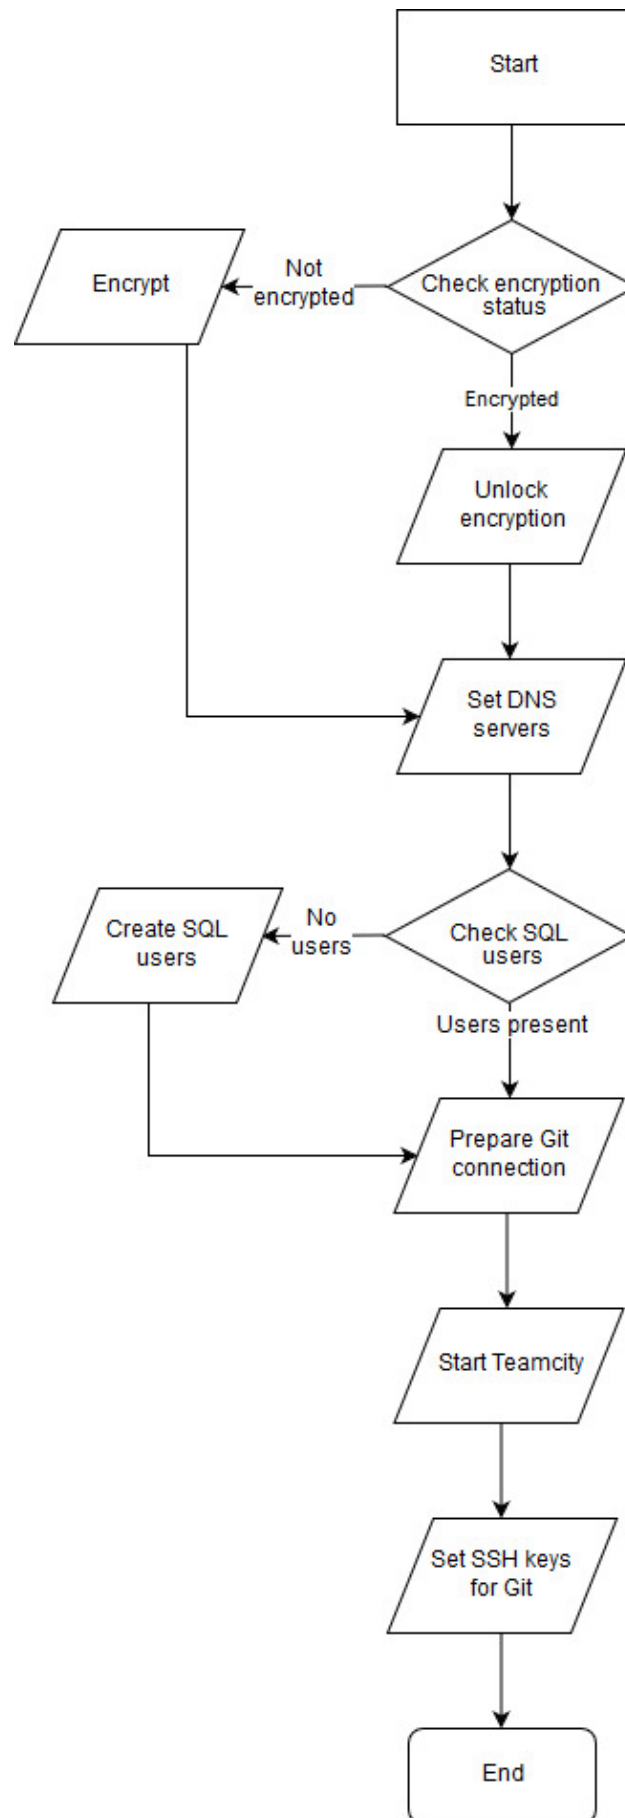 Start
Check encryption
status
Not
encrypted
Encrypt
Encrypted
Unlock
encryption
Set DNS
servers
Check SQL
users
No
users
Create SQL
users
Users present
Prepare Git
connection
Start Teamcity
Set SSH keys
for Git
End